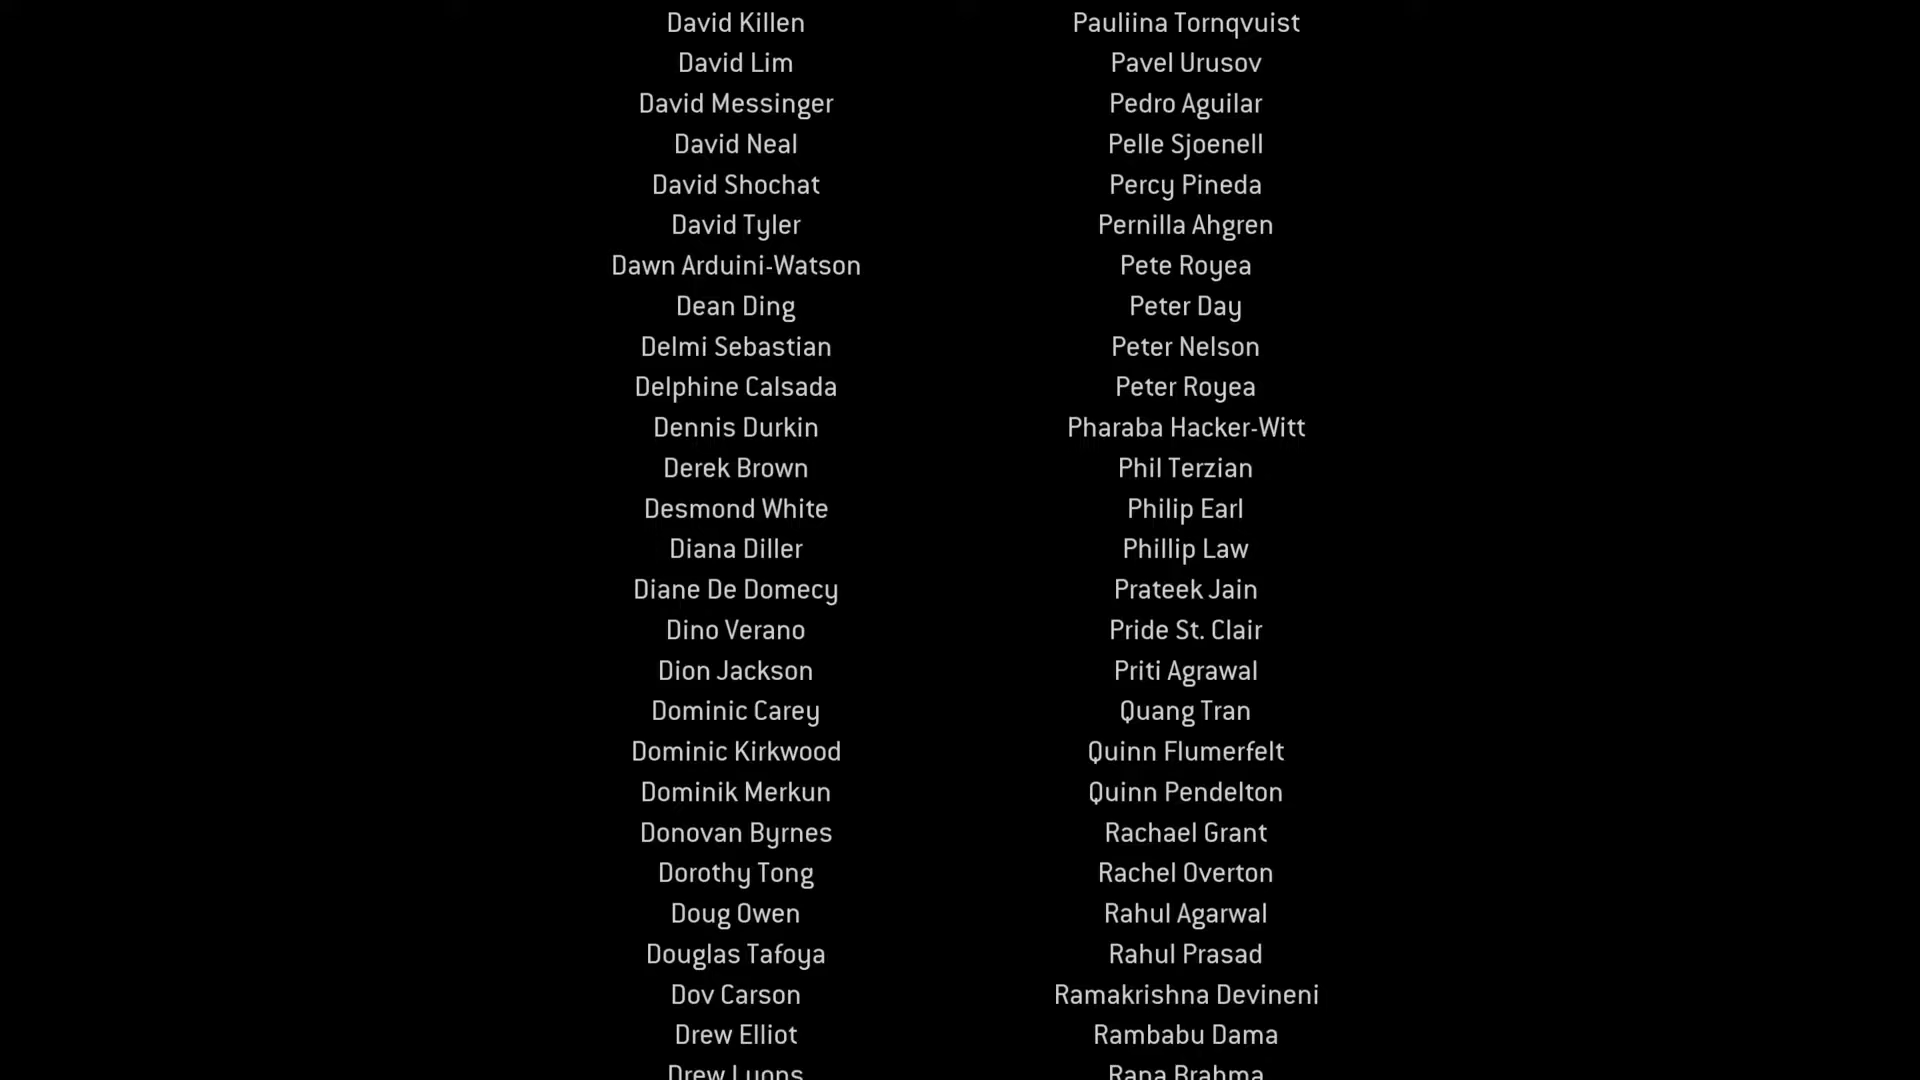 David Killen
David Lim
David Messinger
David Neal
David Shochat
David Tyler
Dawn Arduini-Watson
Dean Ding
Delmi Sebastian
Delphine Calsada
Dennis Durkin
Derek Brown
Desmond White
Diana Diller
Diane De Domecy
Dino Verano
Dion Jackson
Dominic Carey
Dominic Kirkwood
Dominik Merkun
Donovan Byrnes
Dorothy Tong
Doug Owen
Douglas Tafoya
Dov Carson
Drew Elliot
Drew Lyons
Pauliina Tornqvuist
Pavel Urusov
Pedro Aguilar
Pelle Sjoenell
Percy Pineda
Pernilla Ahgren
Pete Royea
Peter Day
Peter Nelson
Peter Royea
Pharaba Hacker-Witt
Phil Terzian
Philip Earl
Phillip Law
Prateek Jain
Pride St. Clair
Priti Agrawal
Quang Tran
Quinn Flumerfelt
Quinn Pendelton
Rachael Grant
Rachel Overton
Rahul Agarwal
Rahul Prasad
Ramakrishna Devineni
Rambabu Dama
Rana Brahma